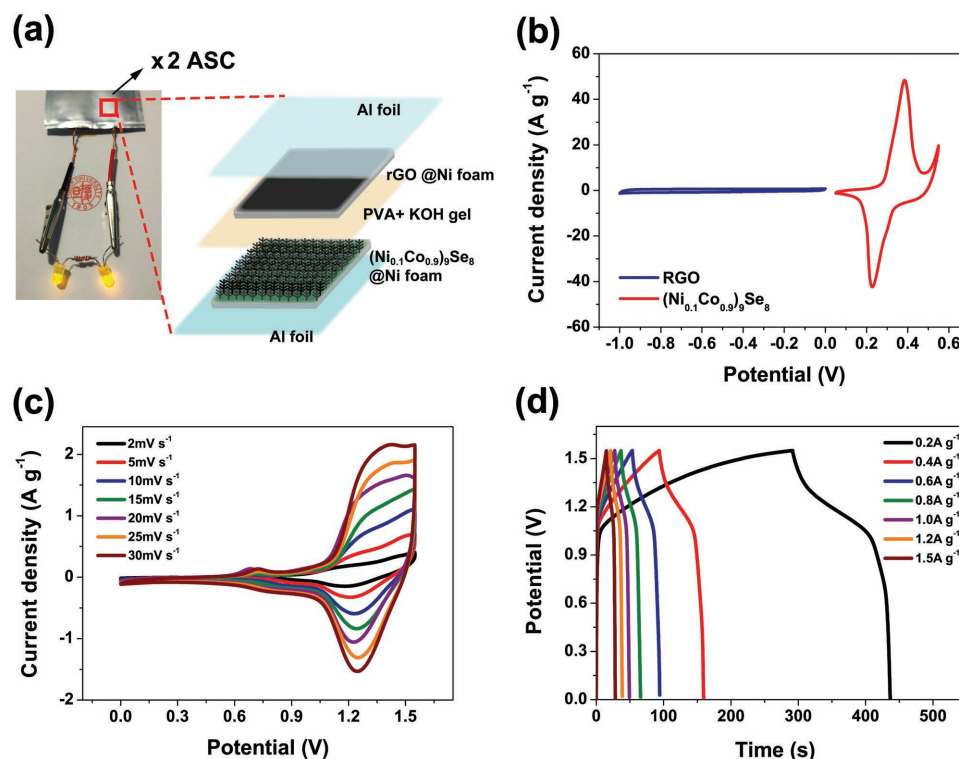 (a)
x 2 ASC
Al foil
rGO @Ni foam
PVA+ KOH gel
(Ni₀.₁Co₀.₉)₉Se₈
@Ni foam
Al foil
(b)
Current density (A g⁻¹)
60
40
20
0
-20
-40
-60
RGO
(Ni₀.₁Co₀.₉)₉Se₈
-1.0 -0.8 -0.6 -0.4 -0.2 0.0 0.2 0.4 0.6
Potential (V)
(c)
Current density (A g⁻¹)
2
1
0
-1
-2
2mV s⁻¹
5mV s⁻¹
10mV s⁻¹
15mV s⁻¹
20mV s⁻¹
25mV s⁻¹
30mV s⁻¹
0.0 0.3 0.6 0.9 1.2 1.5
Potential (V)
(d)
Potential (V)
1.5
1.2
0.9
0.6
0.3
0.0
0.2A g⁻¹
0.4A g⁻¹
0.6A g⁻¹
0.8A g⁻¹
1.0A g⁻¹
1.2A g⁻¹
1.5A g⁻¹
0 100 200 300 400 500
Time (s)